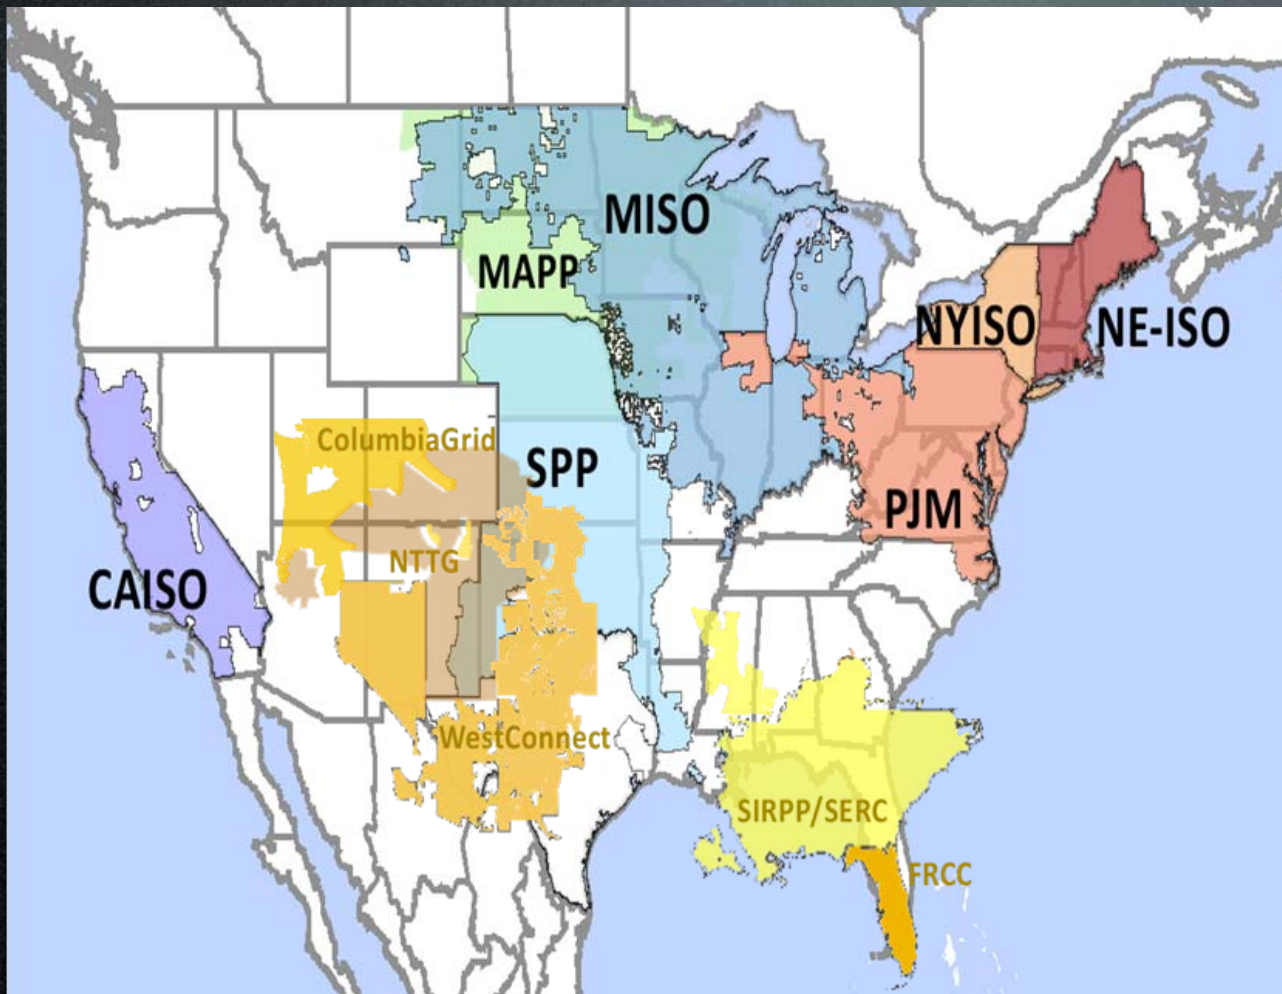 MISO
MAPP
NYISO
NE-ISO
ColumbiaGrid
SPP
PJM
NTTG
CAISO
WestConnect
SIRPP/SERC
FRCC